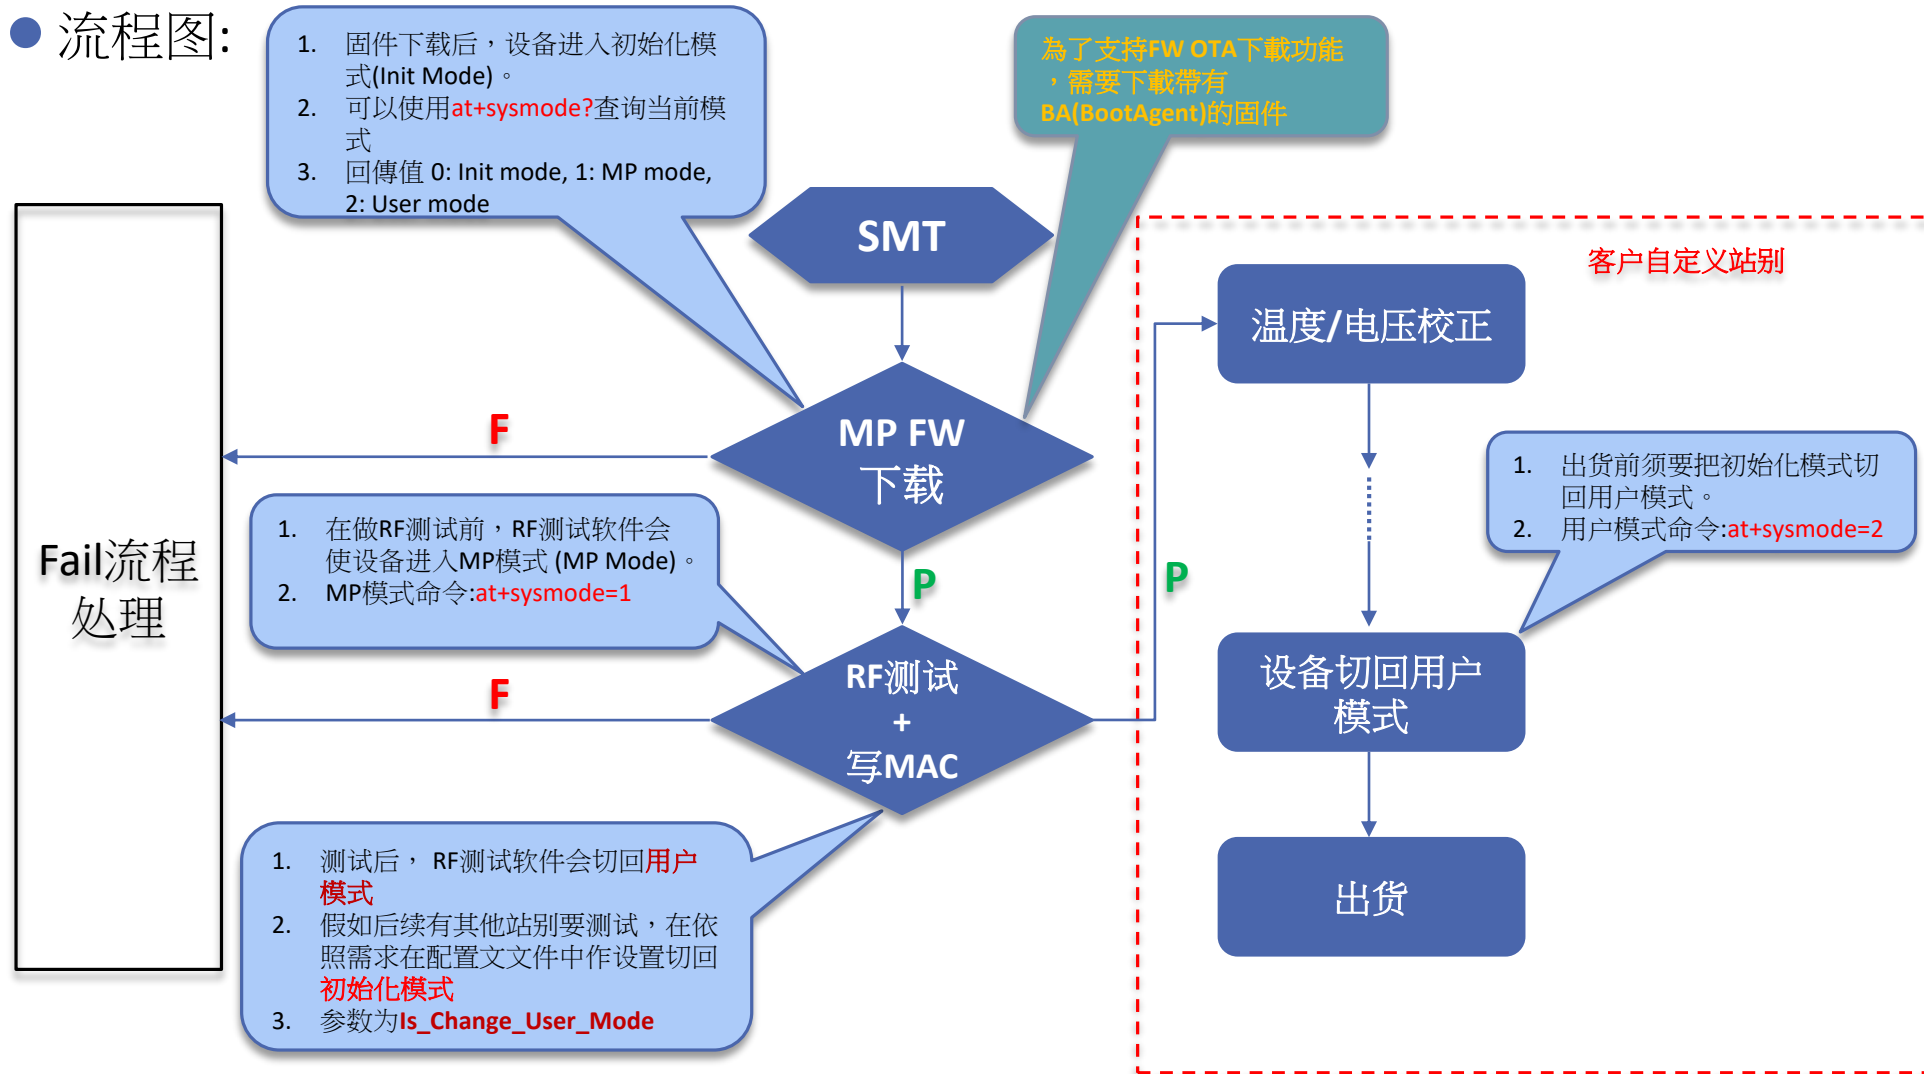 流程图:
1. 固件下载后，设备进入初始化模
式(Init Mode)。
2. 可以使用at+sysmode?查询当前模
式
3. 回傳值 0: Init mode, 1: MP mode,
2: User mode
為了支持FW OTA下載功能
，需要下載帶有
BA(BootAgent)的固件
SMT
客户自定义站别
温度/电压校正
F
MP FW
下载
1. 出货前须要把初始化模式切
回用户模式。
2. 用户模式命令:at+sysmode=2
Fail流程
处理
1. 在做RF测试前，RF测试软件会
使设备进入MP模式 (MP Mode)。
2. MP模式命令:at+sysmode=1
P
P
F
RF测试
+
写MAC
设备切回用户
模式
1. 测试后， RF测试软件会切回用户
模式
2. 假如后续有其他站别要测试，在依
照需求在配置文文件中作设置切回
初始化模式
3. 参数为Is_Change_User_Mode
出货